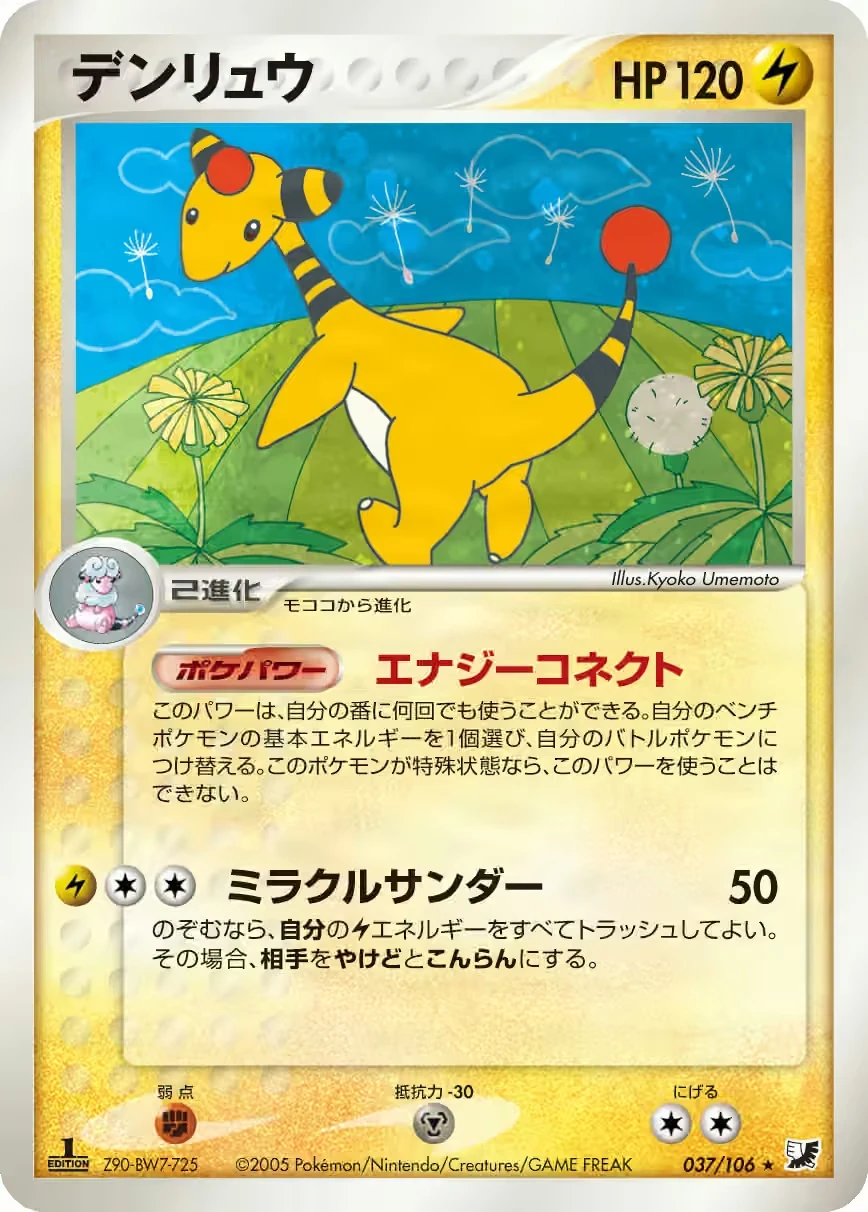 デンリュウ HP 120
Illus.Kyoko Umemoto
2進化 モココから進化
ポケパワー エナジーコネクト
このパワーは、自分の番に何回でも使うことができる。自分のベンチ
ポケモンの基本エネルギーを1個選び、自分のバトルポケモンに
つけ替える。このポケモンが特殊状態なら、このパワーを使うことは
できない。
ミラクルサンダー 50
のぞむなら、自分のエネルギーをすべてトラッシュしてよい。
その場合、相手をやけどとこんらんにする。
弱点 抵抗力 -30 にげる
1 EDITION Z90-BW7-725 ©2005 Pokémon/Nintendo/Creatures/GAME FREAK 037/106 ★